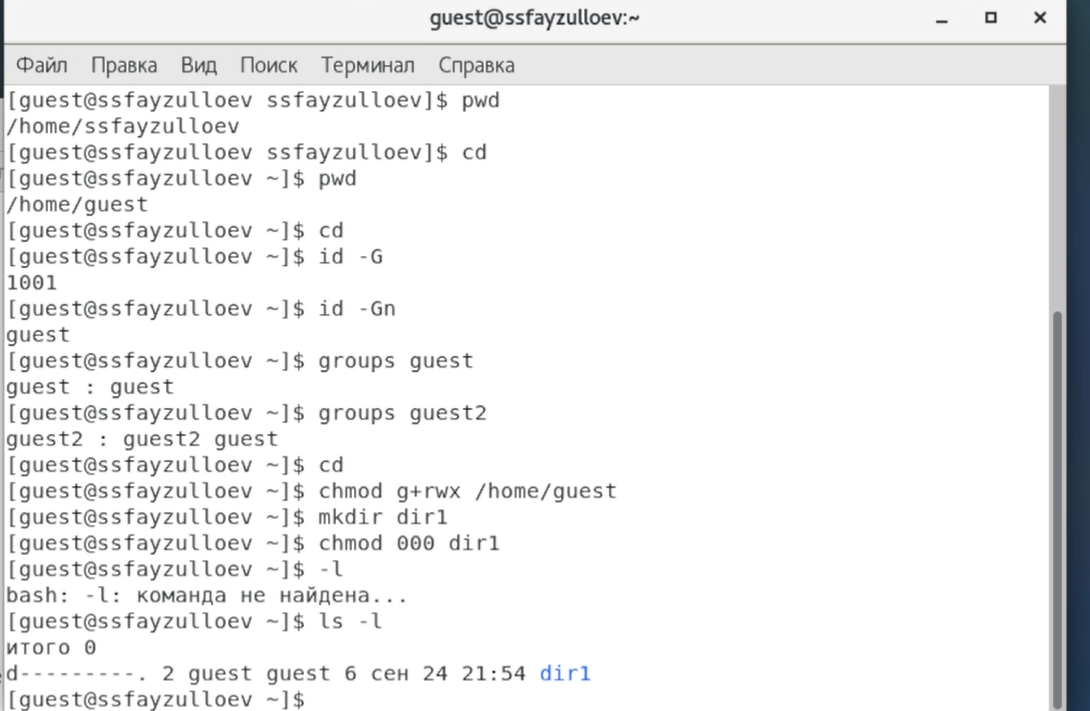 guest@ssfayzulloev:~
Файл Правка Вид Поиск Терминал Справка
[guest@ssfayzulloev ssfayzulloev]$ pwd
/home/ssfayzulloev
[guest@ssfayzulloev ssfayzulloev]$ cd
[guest@ssfayzulloev ~]$ pwd
/home/guest
[guest@ssfayzulloev ~]$ cd
[guest@ssfayzulloev ~]$ id -G
1001
[guest@ssfayzulloev ~]$ id -Gn
guest
[guest@ssfayzulloev ~]$ groups guest
guest : guest
[guest@ssfayzulloev ~]$ groups guest2
guest2 : guest2 guest
[guest@ssfayzulloev ~]$ cd
[guest@ssfayzulloev ~]$ chmod g+rwx /home/guest
[guest@ssfayzulloev ~]$ mkdir dir1
[guest@ssfayzulloev ~]$ chmod 000 dir1
[guest@ssfayzulloev ~]$ -l
bash: -l: команда не найдена...
[guest@ssfayzulloev ~]$ ls -l
итого 0
d---------. 2 guest guest 6 сен 24 21:54 dir1
[guest@ssfayzulloev ~]$